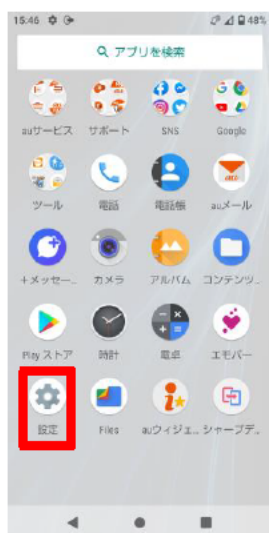 15:46 48%
アプリを検索
auサービス サポート SNS Google
ツール 電話 電話帳 auメール
+メッセー... カメラ アルバム コンテンツ...
Play ストア 時計 電卓 エモパー
設定 Files auウィジェ... シャープデ...